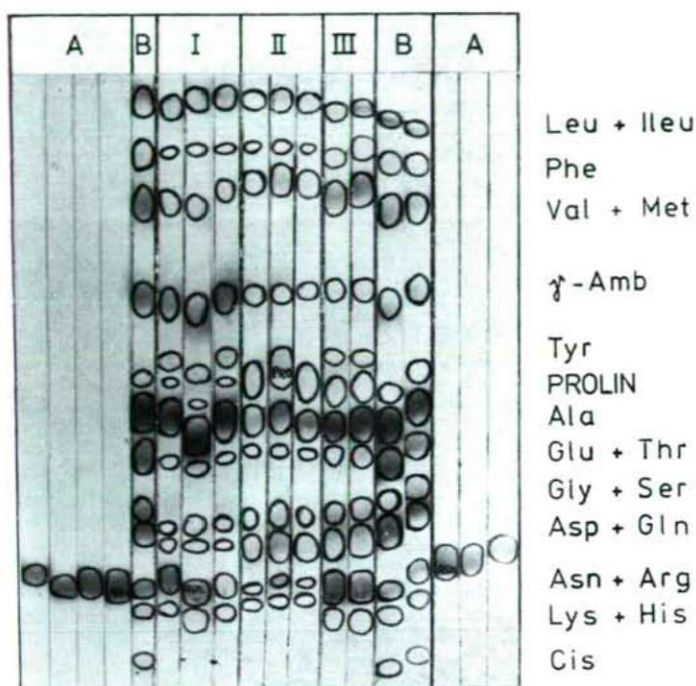 A B I II III B A
Leu + Ileu
Phe
Val + Met
γ-Amb
Tyr
PROLIN
Ala
Glu + Thr
Gly + Ser
Asp + Gln
Asn + Arg
Lys + His
Cis